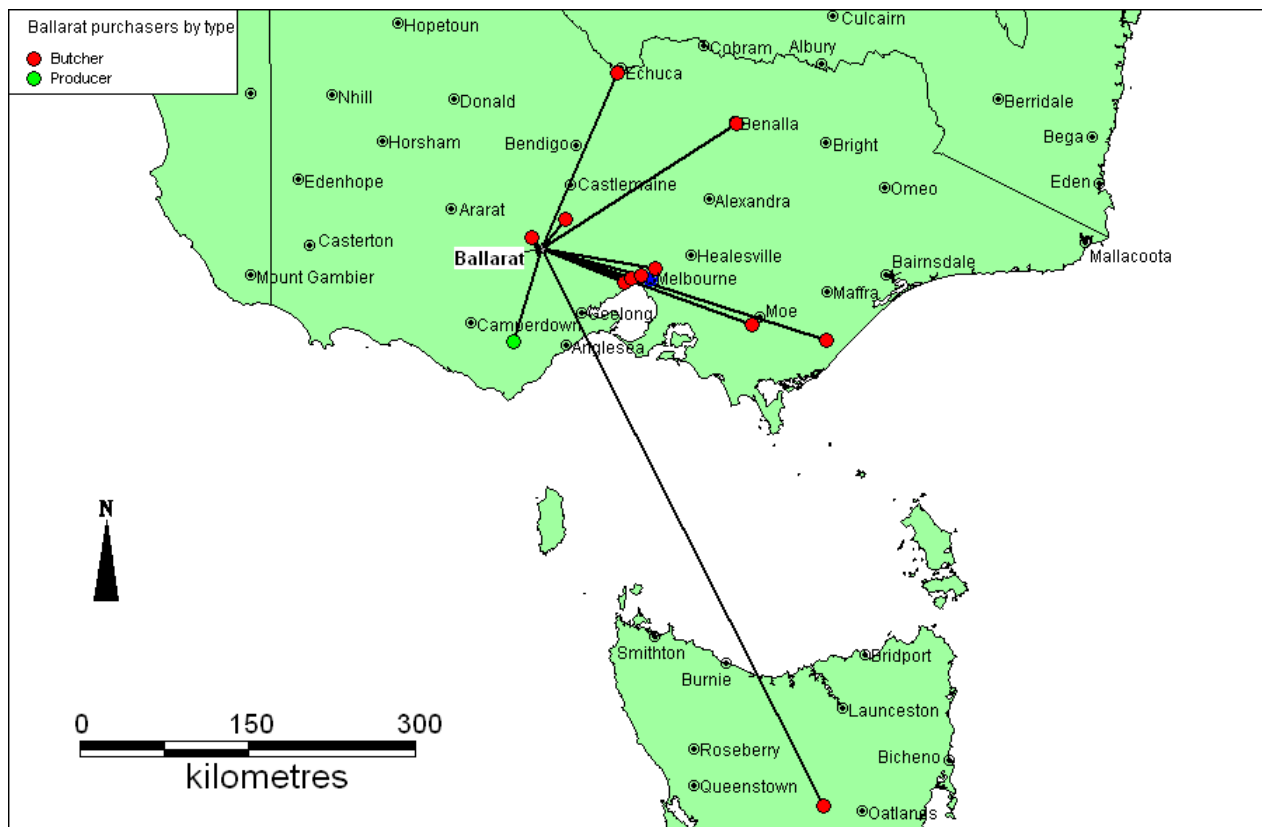 Ballarat purchasers by type
Butcher
Producer
Hopetoun
Culcairn
Cobram
Albury
Echuca
Nhill
Donald
Berridale
Benalla
Horsham
Bendigo
Bright
Bega
Edenhope
Castlemaine
Omeo
Eden
Ararat
Alexandra
Casterton
Ballarat
Healesville
Mallacoota
Mount Gambier
Melbourne
Bairnsdale
Maffra
Camperdown
Geelong
Moe
Anglesea
N
Smithton
Bridport
Burnie
Launceston
0 150 300
kilometres
Roseberry
Bicheno
Queenstown
Oatlands